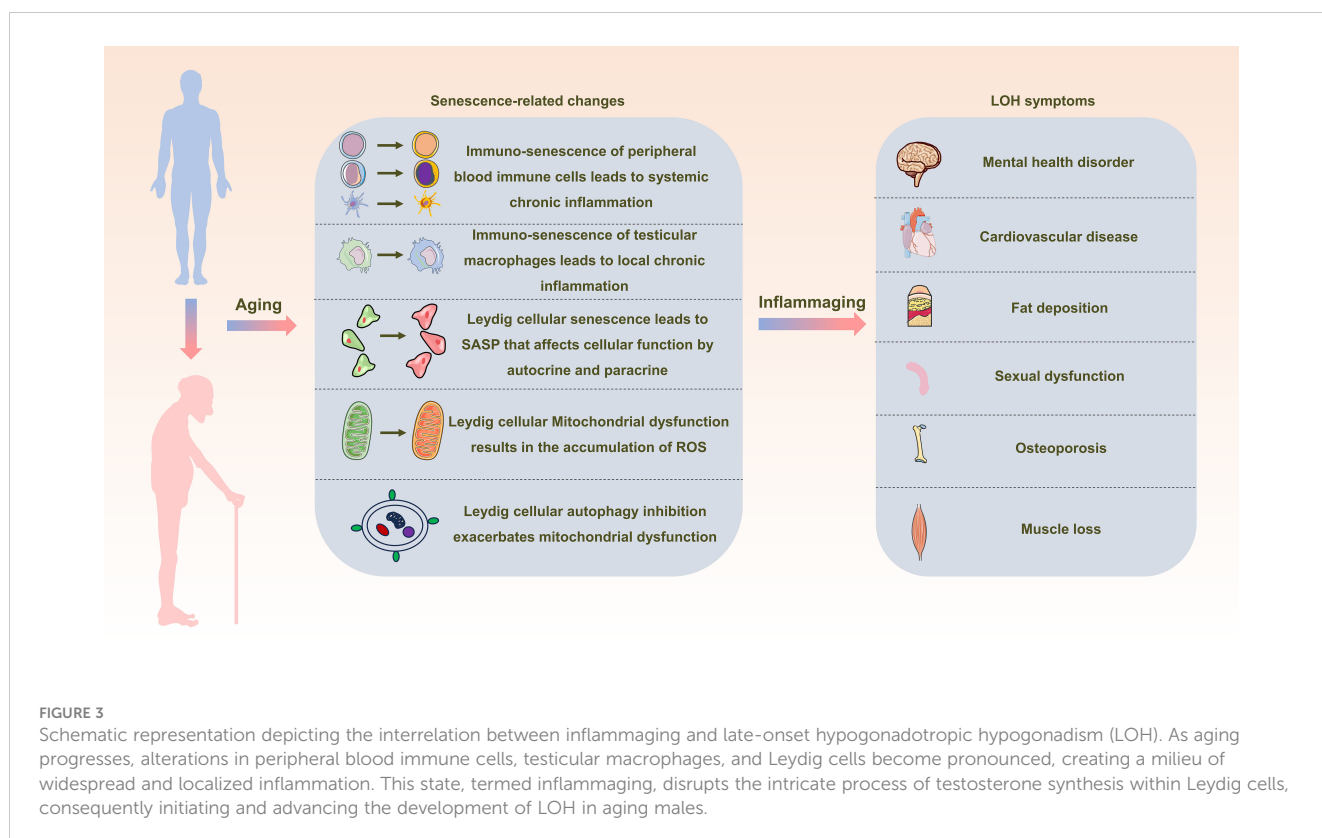 Senescence-related changes
Immuno-senescence of peripheral
blood immune cells leads to systemic
chronic inflammation
Immuno-senescence of testicular
macrophages leads to local chronic
inflammation
Leydig cellular senescence leads to
SASP that affects cellular function by
autocrine and paracrine
Leydig cellular Mitochondrial dysfunction
results in the accumulation of ROS
Leydig cellular autophagy inhibition
exacerbates mitochondrial dysfunction
Aging
Inflammaging
LOH symptoms
Mental health disorder
Cardiovascular disease
Fat deposition
Sexual dysfunction
Osteoporosis
Muscle loss
FIGURE 3
Schematic representation depicting the interrelation between inflammaging and late-onset hypogonadotropic hypogonadism (LOH). As aging
progresses, alterations in peripheral blood immune cells, testicular macrophages, and Leydig cells become pronounced, creating a milieu of
widespread and localized inflammation. This state, termed inflammaging, disrupts the intricate process of testosterone synthesis within Leydig cells,
consequently initiating and advancing the development of LOH in aging males.